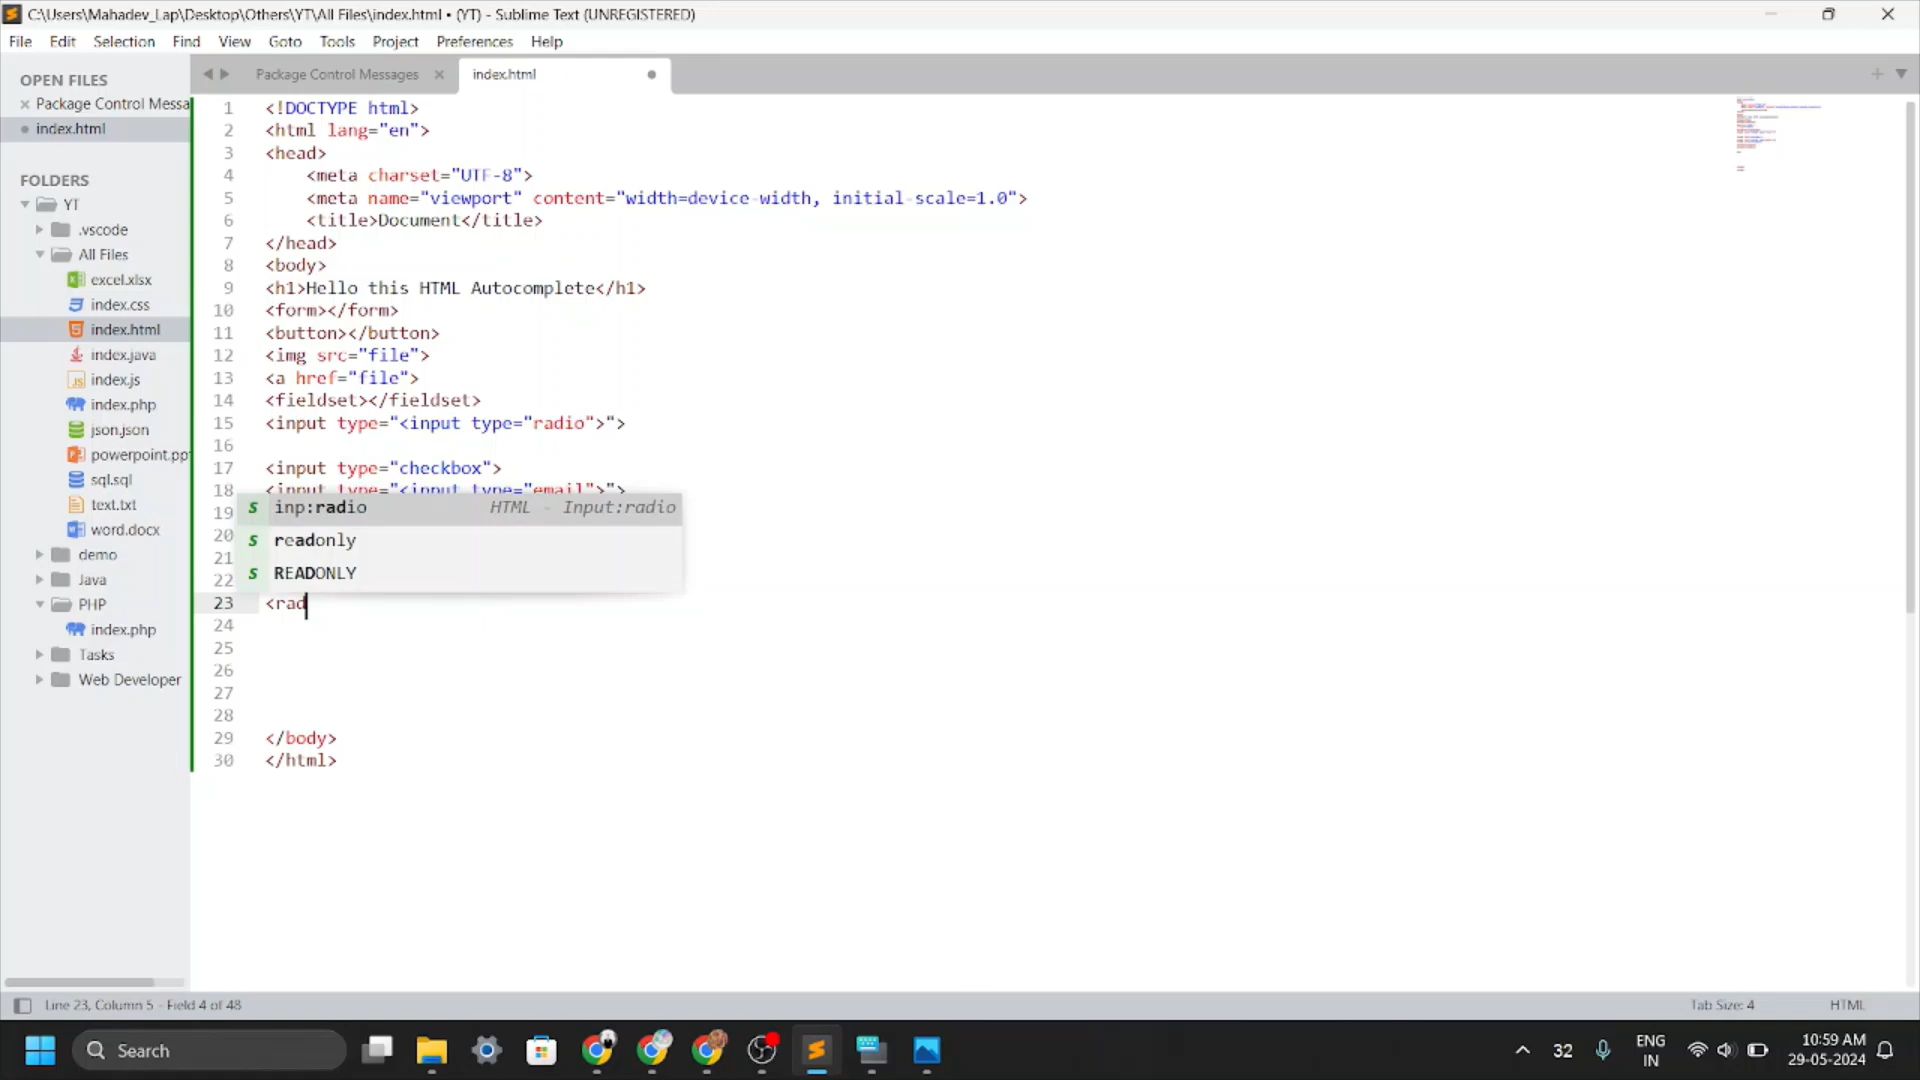 C:\Users\Mahadev_Lap\Desktop\Others\YT\All Files\index.html • (YT) - Sublime Text (UNREGISTERED)
File Edit Selection Find View Goto Tools Project Preferences Help
OPEN FILES
Package Control Messa
index.html
FOLDERS
YT
.vscode
All Files
excel.xlsx
index.css
index.html
index.java
index.js
index.php
json.json
powerpoint.pp
sql.sql
text.txt
word.docx
demo
Java
PHP
index.php
Tasks
Web Developer
Package Control Messages
index.html
1 <!DOCTYPE html>
2 <html lang="en">
3 <head>
4 <meta charset="UTF-8">
5 <meta name="viewport" content="width=device-width, initial-scale=1.0">
6 <title>Document</title>
7 </head>
8 <body>
9 <h1>Hello this HTML Autocomplete</h1>
10 <form></form>
11 <button></button>
12 <img src="file">
13 <a href="file">
14 <fieldset></fieldset>
15 <input type="<input type="radio">">
16
17 <input type="checkbox">
18 <input type="<input type="email">">
19
20
21
22
S inp:radio HTML - Input:radio
S readonly
S READONLY
23 <rad
24
25
26
27
28
29 </body>
30 </html>
Line 23, Column 5 - Field 4 of 48
Tab Size: 4
HTML
Search
32
ENG
IN
10:59 AM
29-05-2024